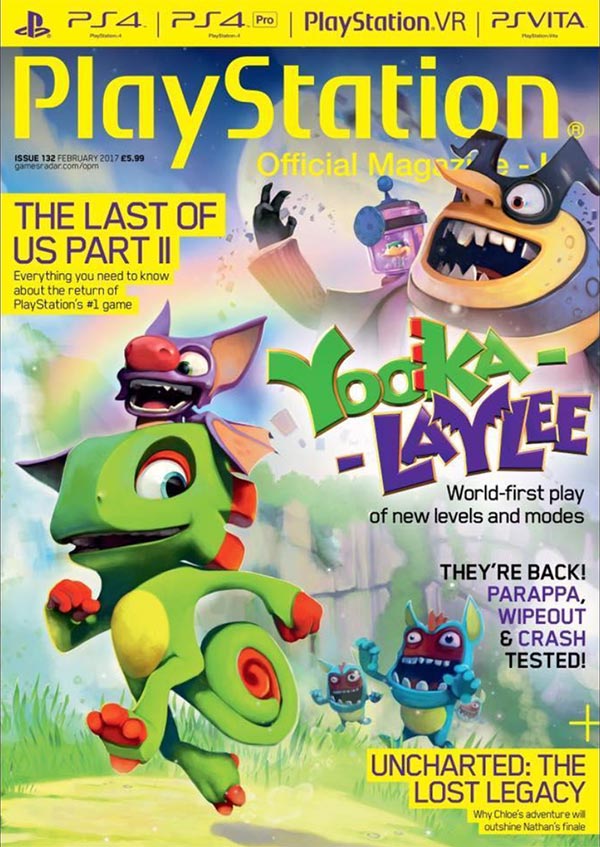 PS4 | PS4 Pro | PlayStation.VR | PSVITA
PlayStation.4 PlayStation.4 PlayStation.Vita
PlayStation®
ISSUE 132 FEBRUARY 2017 £5.99
gamesradar.com/opm
Official Magazine -
THE LAST OF
US PART II
Everything you need to know
about the return of
PlayStation's #1 game
YOOKA-
-LAYLEE
World-first play
of new levels and modes
THEY'RE BACK!
PARAPPA,
WIPEOUT
& CRASH
TESTED!
+
UNCHARTED: THE
LOST LEGACY
Why Chloe's adventure will
outshine Nathan's finale